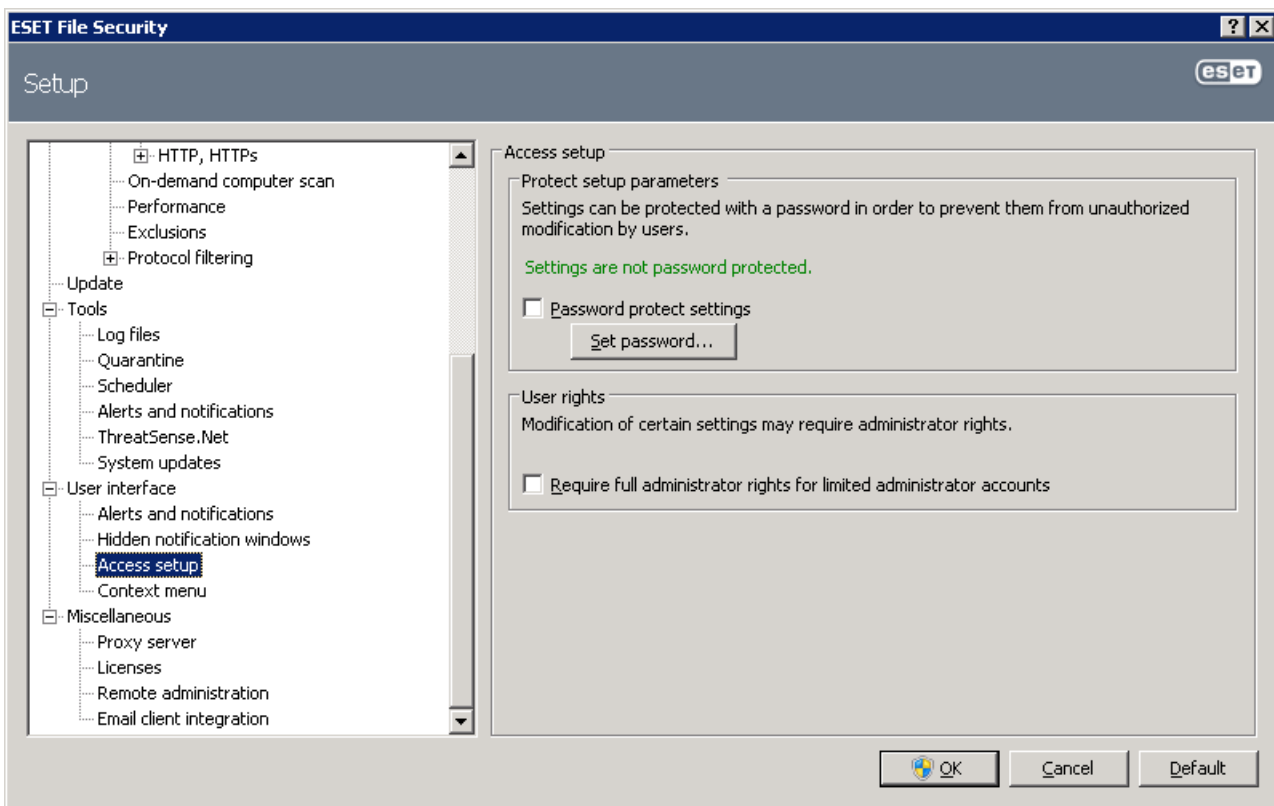 ESET File Security
Setup
eset
HTTP, HTTPs
On-demand computer scan
Performance
Exclusions
Protocol filtering
Update
Tools
Log files
Quarantine
Scheduler
Alerts and notifications
ThreatSense.Net
System updates
User interface
Alerts and notifications
Hidden notification windows
Access setup
Context menu
Miscellaneous
Proxy server
Licenses
Remote administration
Email client integration
Access setup
Protect setup parameters
Settings can be protected with a password in order to prevent them from unauthorized
modification by users.
Settings are not password protected.
Password protect settings
Set password...
User rights
Modification of certain settings may require administrator rights.
Require full administrator rights for limited administrator accounts
OK
Cancel
Default